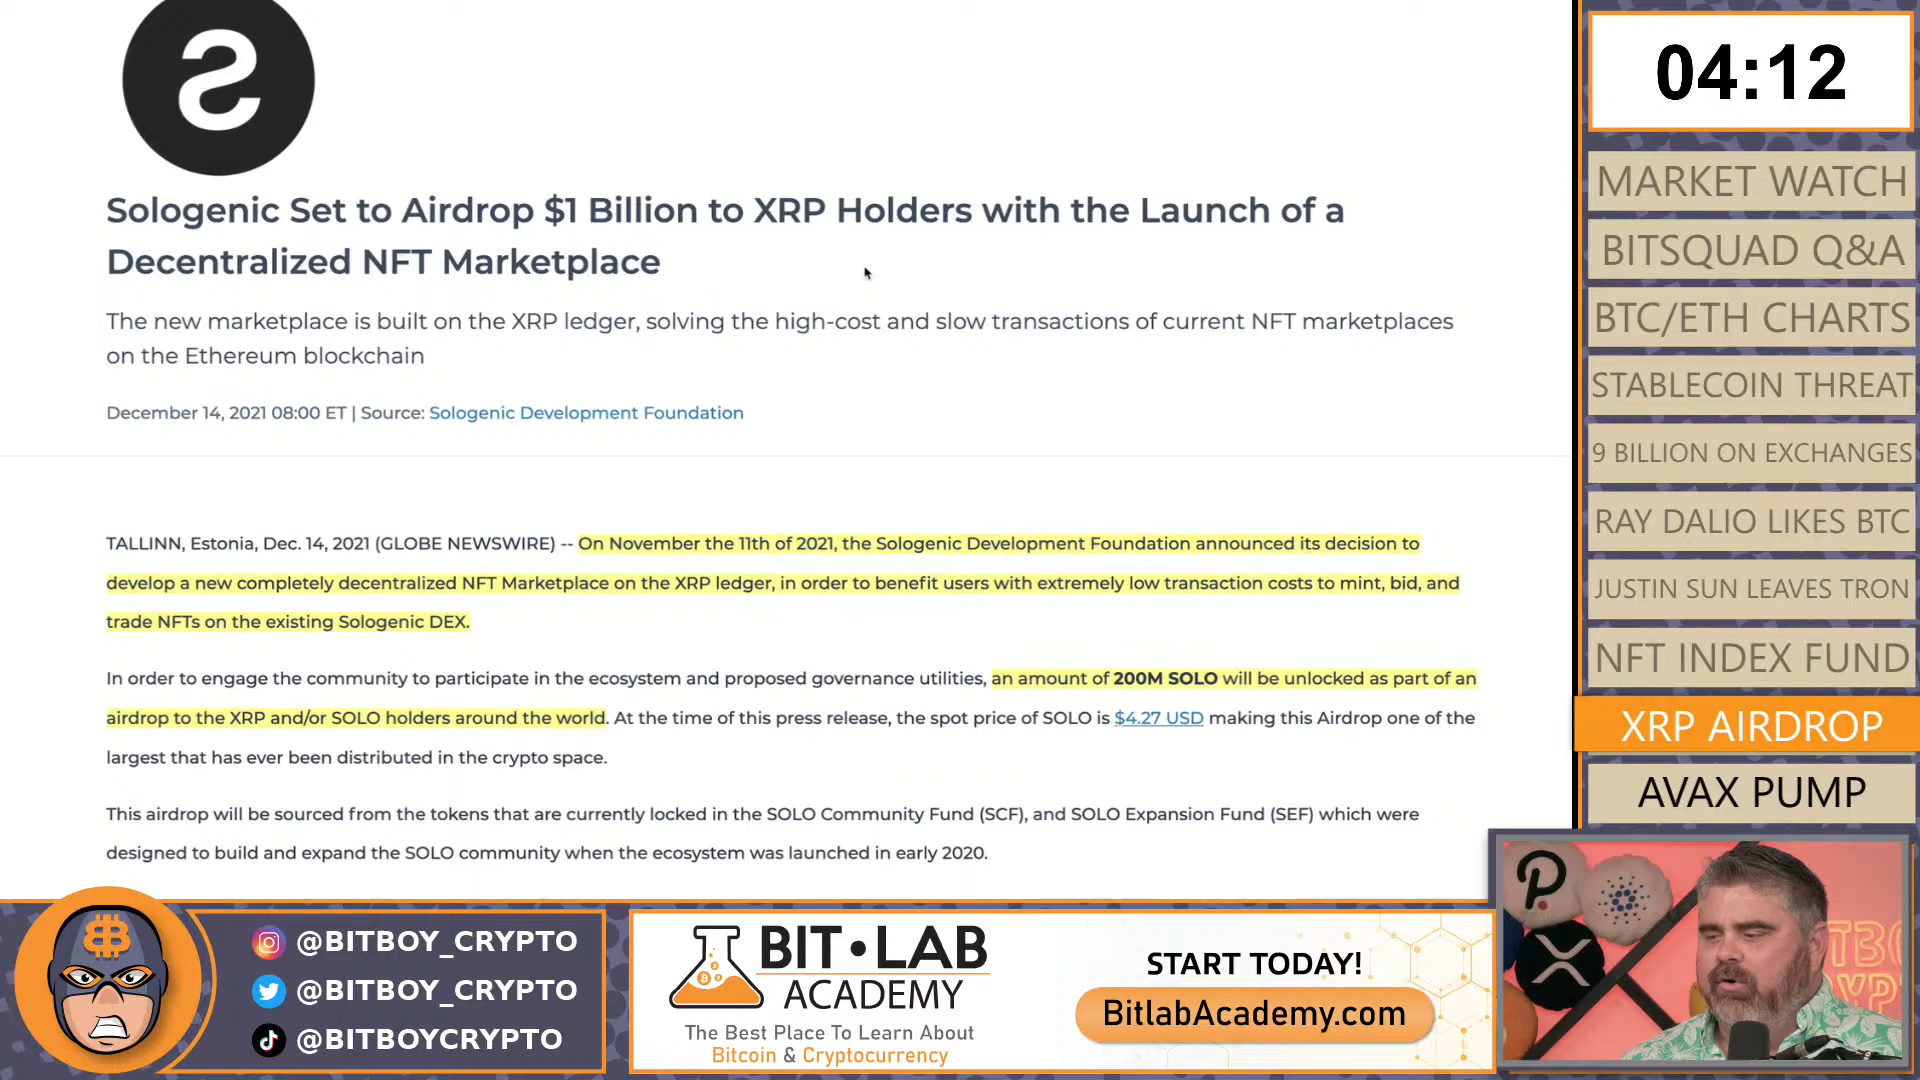 Sologenic Set to Airdrop $1 Billion to XRP Holders with the Launch of a
Decentralized NFT Marketplace
The new marketplace is built on the XRP ledger, solving the high-cost and slow transactions of current NFT marketplaces
on the Ethereum blockchain
December 14, 2021 08:00 ET | Source: Sologenic Development Foundation
TALLINN, Estonia, Dec. 14, 2021 (GLOBE NEWSWIRE) -- On November the 11th of 2021, the Sologenic Development Foundation announced its decision to
develop a new completely decentralized NFT Marketplace on the XRP ledger, in order to benefit users with extremely low transaction costs to mint, bid, and
trade NFTs on the existing Sologenic DEX.
In order to engage the community to participate in the ecosystem and proposed governance utilities, an amount of 200M SOLO will be unlocked as part of an
airdrop to the XRP and/or SOLO holders around the world. At the time of this press release, the spot price of SOLO is $4.27 USD making this Airdrop one of the
largest that has ever been distributed in the crypto space.
This airdrop will be sourced from the tokens that are currently locked in the SOLO Community Fund (SCF), and SOLO Expansion Fund (SEF) which were
designed to build and expand the SOLO community when the ecosystem was launched in early 2020.
04:12
MARKET WATCH
BITSQUAD Q&A
BTC/ETH CHARTS
STABLECOIN THREAT
9 BILLION ON EXCHANGES
RAY DALIO LIKES BTC
JUSTIN SUN LEAVES TRON
NFT INDEX FUND
XRP AIRDROP
AVAX PUMP
@BITBOY_CRYPTO
@BITBOY_CRYPTO
@BITBOYCRYPTO
BIT•LAB
ACADEMY
The Best Place To Learn About
Bitcoin & Cryptocurrency
START TODAY!
BitlabAcademy.com